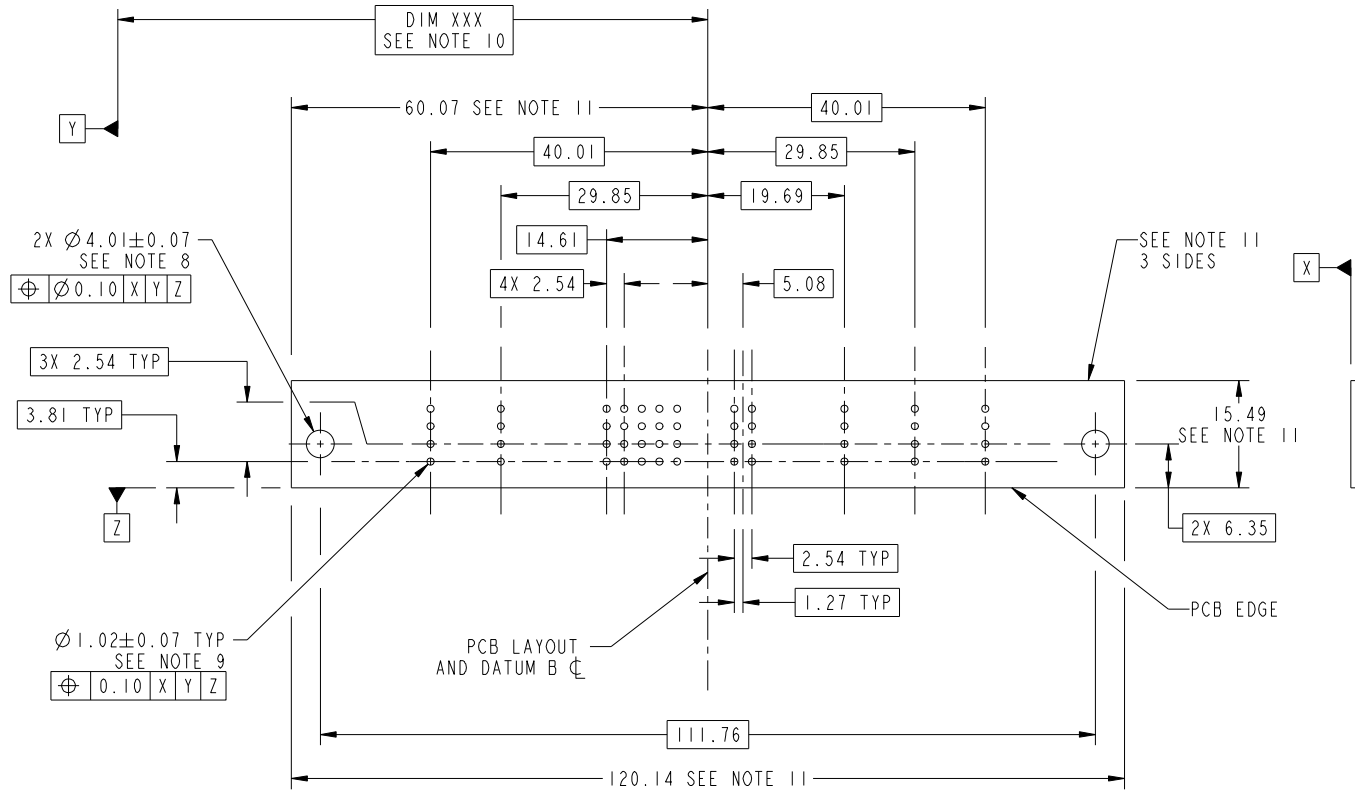 DIM XXX
SEE NOTE 10
60.07 SEE NOTE 11
40.01
Y
40.01
29.85
29.85
19.69
2X Ø4.01±0.07
SEE NOTE 8
⌖ Ø0.10 X Y Z
14.61
SEE NOTE 11
3 SIDES
X
4X 2.54
5.08
3X 2.54 TYP
3.81 TYP
15.49
SEE NOTE 11
Z
2X 6.35
2.54 TYP
1.27 TYP
PCB EDGE
Ø1.02±0.07 TYP
SEE NOTE 9
⌖ 0.10 X Y Z
PCB LAYOUT
AND DATUM B ℄
111.76
120.14 SEE NOTE 11